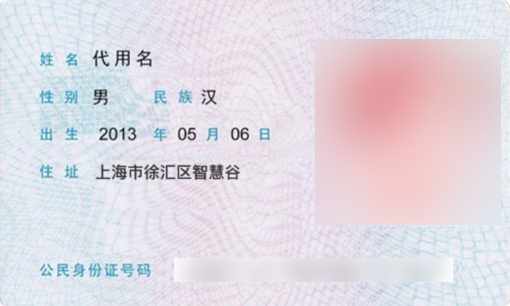 姓名 代用名
性别 男 民族 汉
出生 2013 年 05 月 06 日
住址 上海市徐汇区智慧谷
公民身份证号码